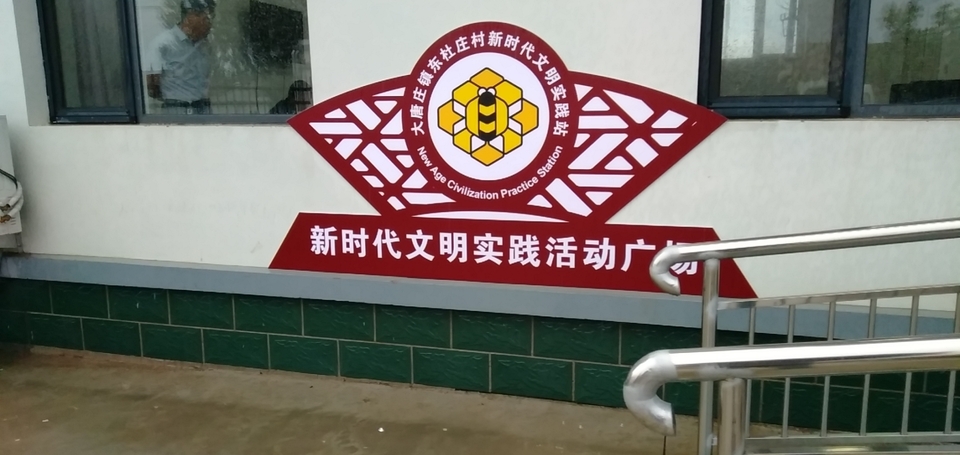 大唐庄镇东杜庄村新时代文明实践站
New Age Civilization Practice Station
新时代文明实践活动广场